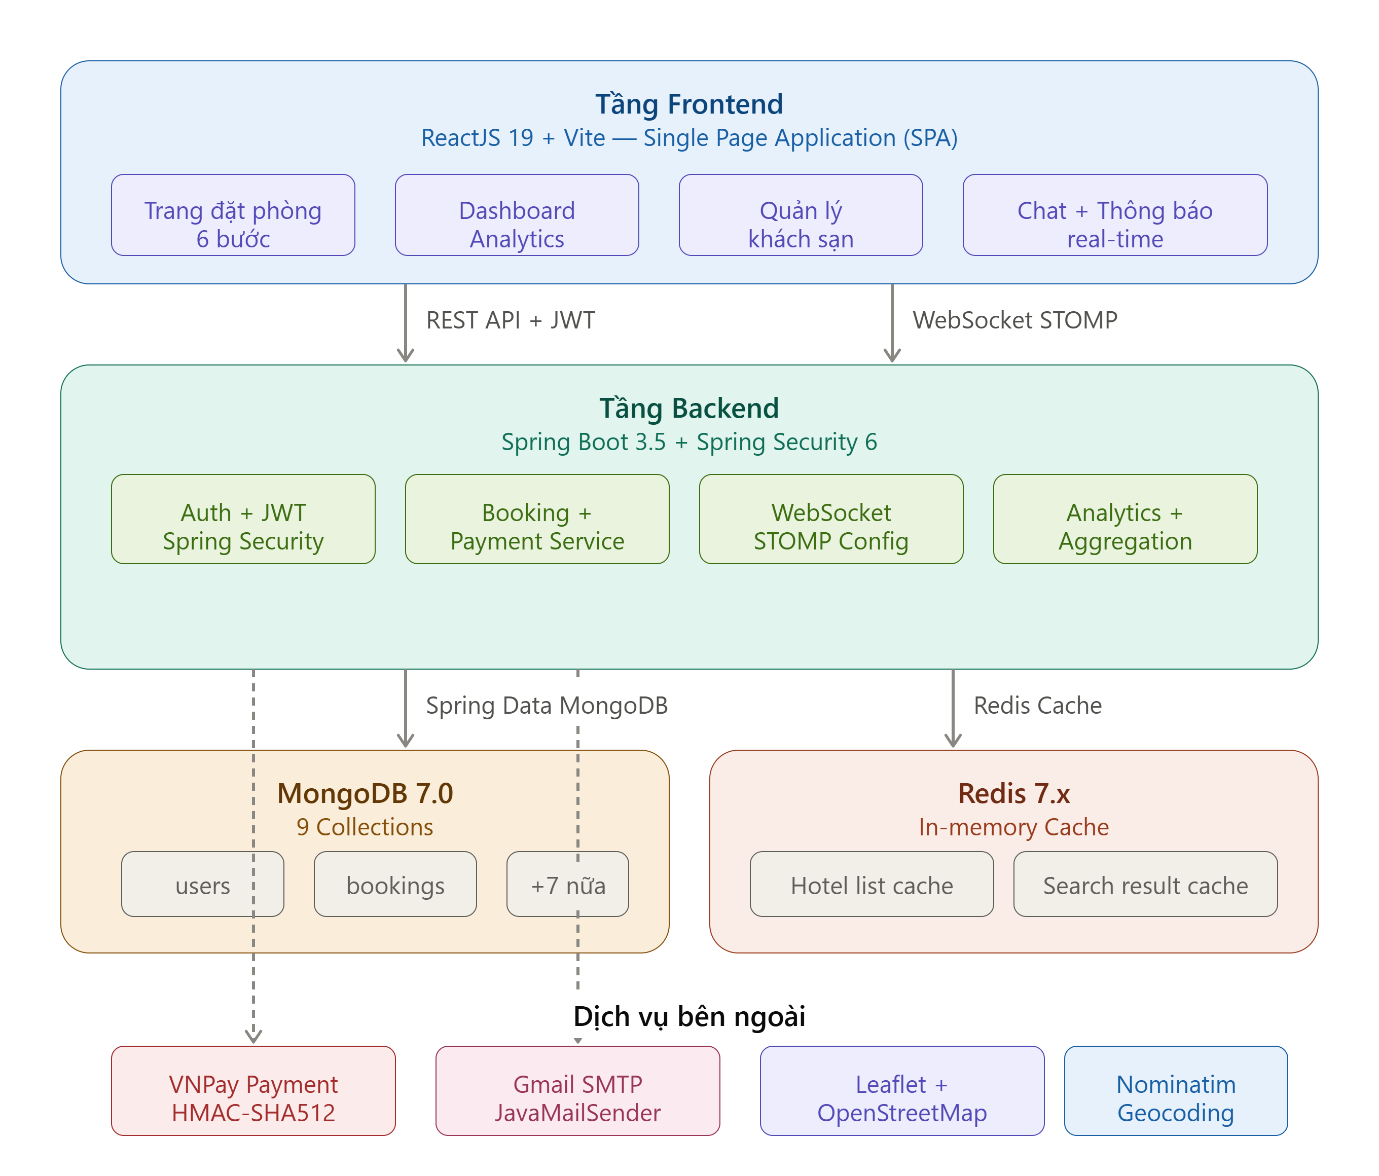 Tầng Frontend
ReactJS 19 + Vite — Single Page Application (SPA)
Trang đặt phòng
6 bước
Dashboard
Analytics
Quản lý
khách sạn
Chat + Thông báo
real-time
REST API + JWT
WebSocket STOMP
Tầng Backend
Spring Boot 3.5 + Spring Security 6
Auth + JWT
Spring Security
Booking +
Payment Service
WebSocket
STOMP Config
Analytics +
Aggregation
Spring Data MongoDB
Redis Cache
MongoDB 7.0
9 Collections
users
bookings
+7 nữa
Redis 7.x
In-memory Cache
Hotel list cache
Search result cache
Dịch vụ bên ngoài
VNPay Payment
HMAC-SHA512
Gmail SMTP
JavaMailSender
Leaflet +
OpenStreetMap
Nominatim
Geocoding